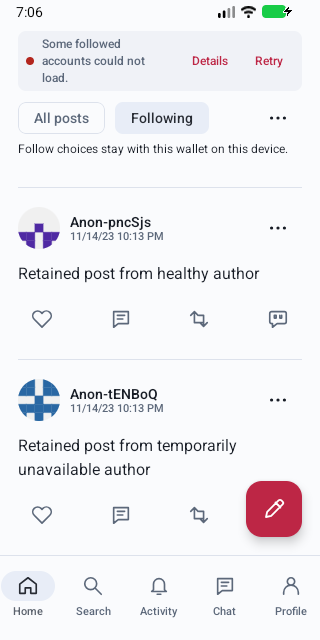 7:06
Some followed
accounts could not
load.
Details
Retry
All posts
Following
Follow choices stay with this wallet on this device.
Anon-pncSjs
11/14/23 10:13 PM
Retained post from healthy author
Anon-tENBoQ
11/14/23 10:13 PM
Retained post from temporarily
unavailable author
Home
Search
Activity
Chat
Profile